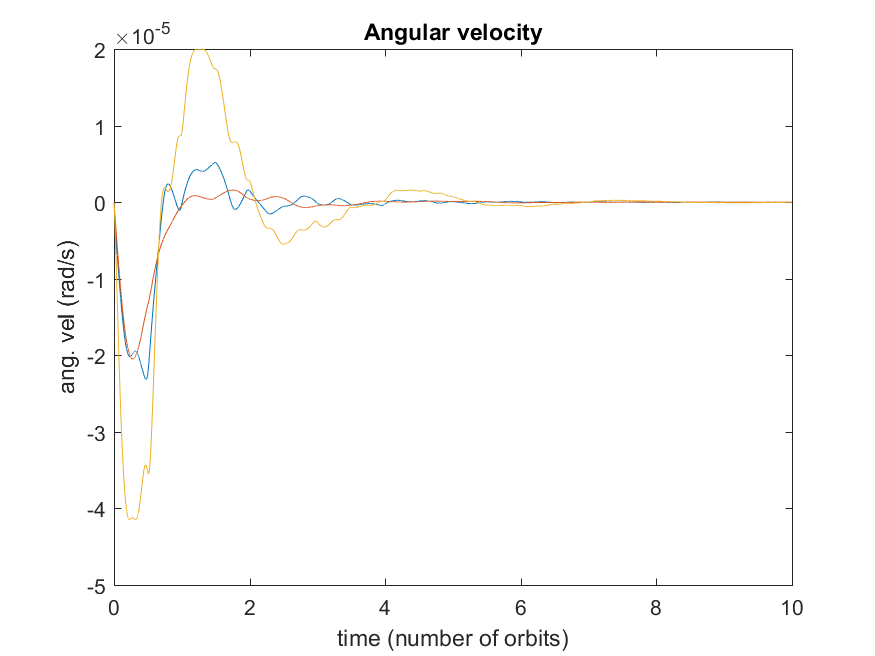 Angular velocity
×10⁻⁵
2
1
0
-1
-2
-3
-4
-5
ang. vel (rad/s)
0 2 4 6 8 10
time (number of orbits)